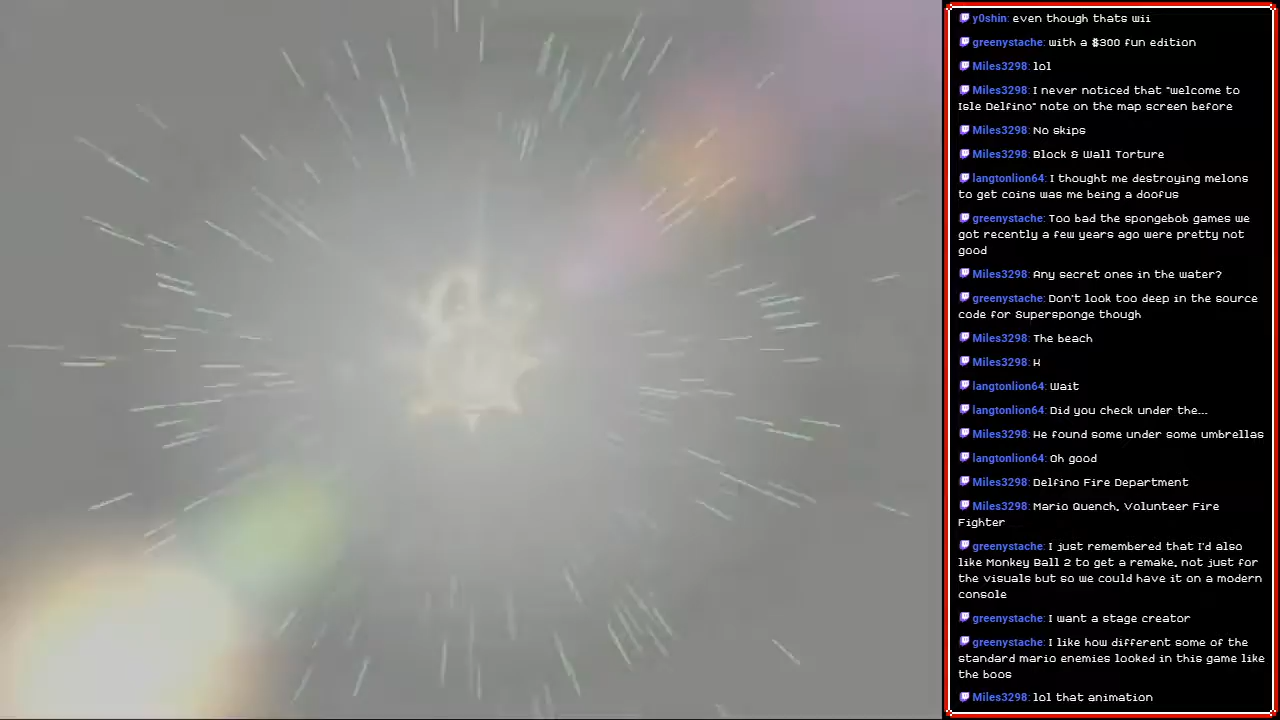 y0shin: even though thats wii
greenystache: with a $300 fun edition
Miles3298: lol
Miles3298: I never noticed that "welcome to
Isle Delfino" note on the map screen before
Miles3298: No skips
Miles3298: Block & Wall Torture
langtonlion64: I thought me destroying melons
to get coins was me being a doofus
greenystache: Too bad the spongebob games we
got recently a few years ago were pretty not
good
Miles3298: Any secret ones in the water?
greenystache: Don't look too deep in the source
code for Supersponge though
Miles3298: The beach
Miles3298: H
langtonlion64: Wait
langtonlion64: Did you check under the...
Miles3298: He found some under some umbrellas
langtonlion64: Oh good
Miles3298: Delfino Fire Department
Miles3298: Mario Quench, Volunteer Fire
Fighter
greenystache: I just remembered that I'd also
like Monkey Ball 2 to get a remake, not just for
the visuals but so we could have it on a modern
console
greenystache: I want a stage creator
greenystache: I like how different some of the
standard mario enemies looked in this game like
the boos
Miles3298: lol that animation